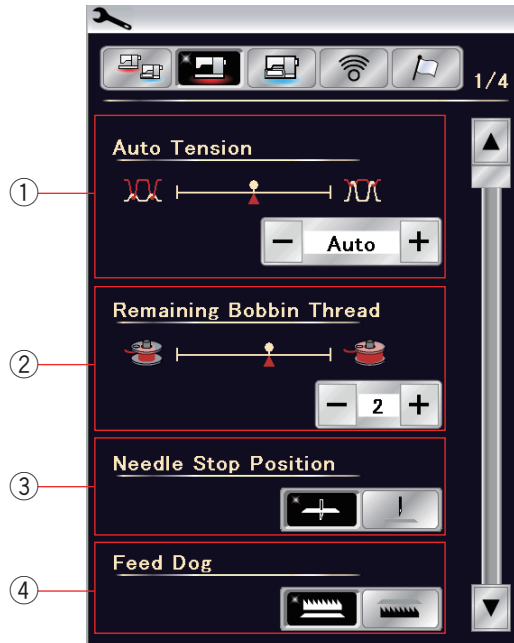 1/4
① Auto Tension
− Auto +
② Remaining Bobbin Thread
− 2 +
③ Needle Stop Position
④ Feed Dog